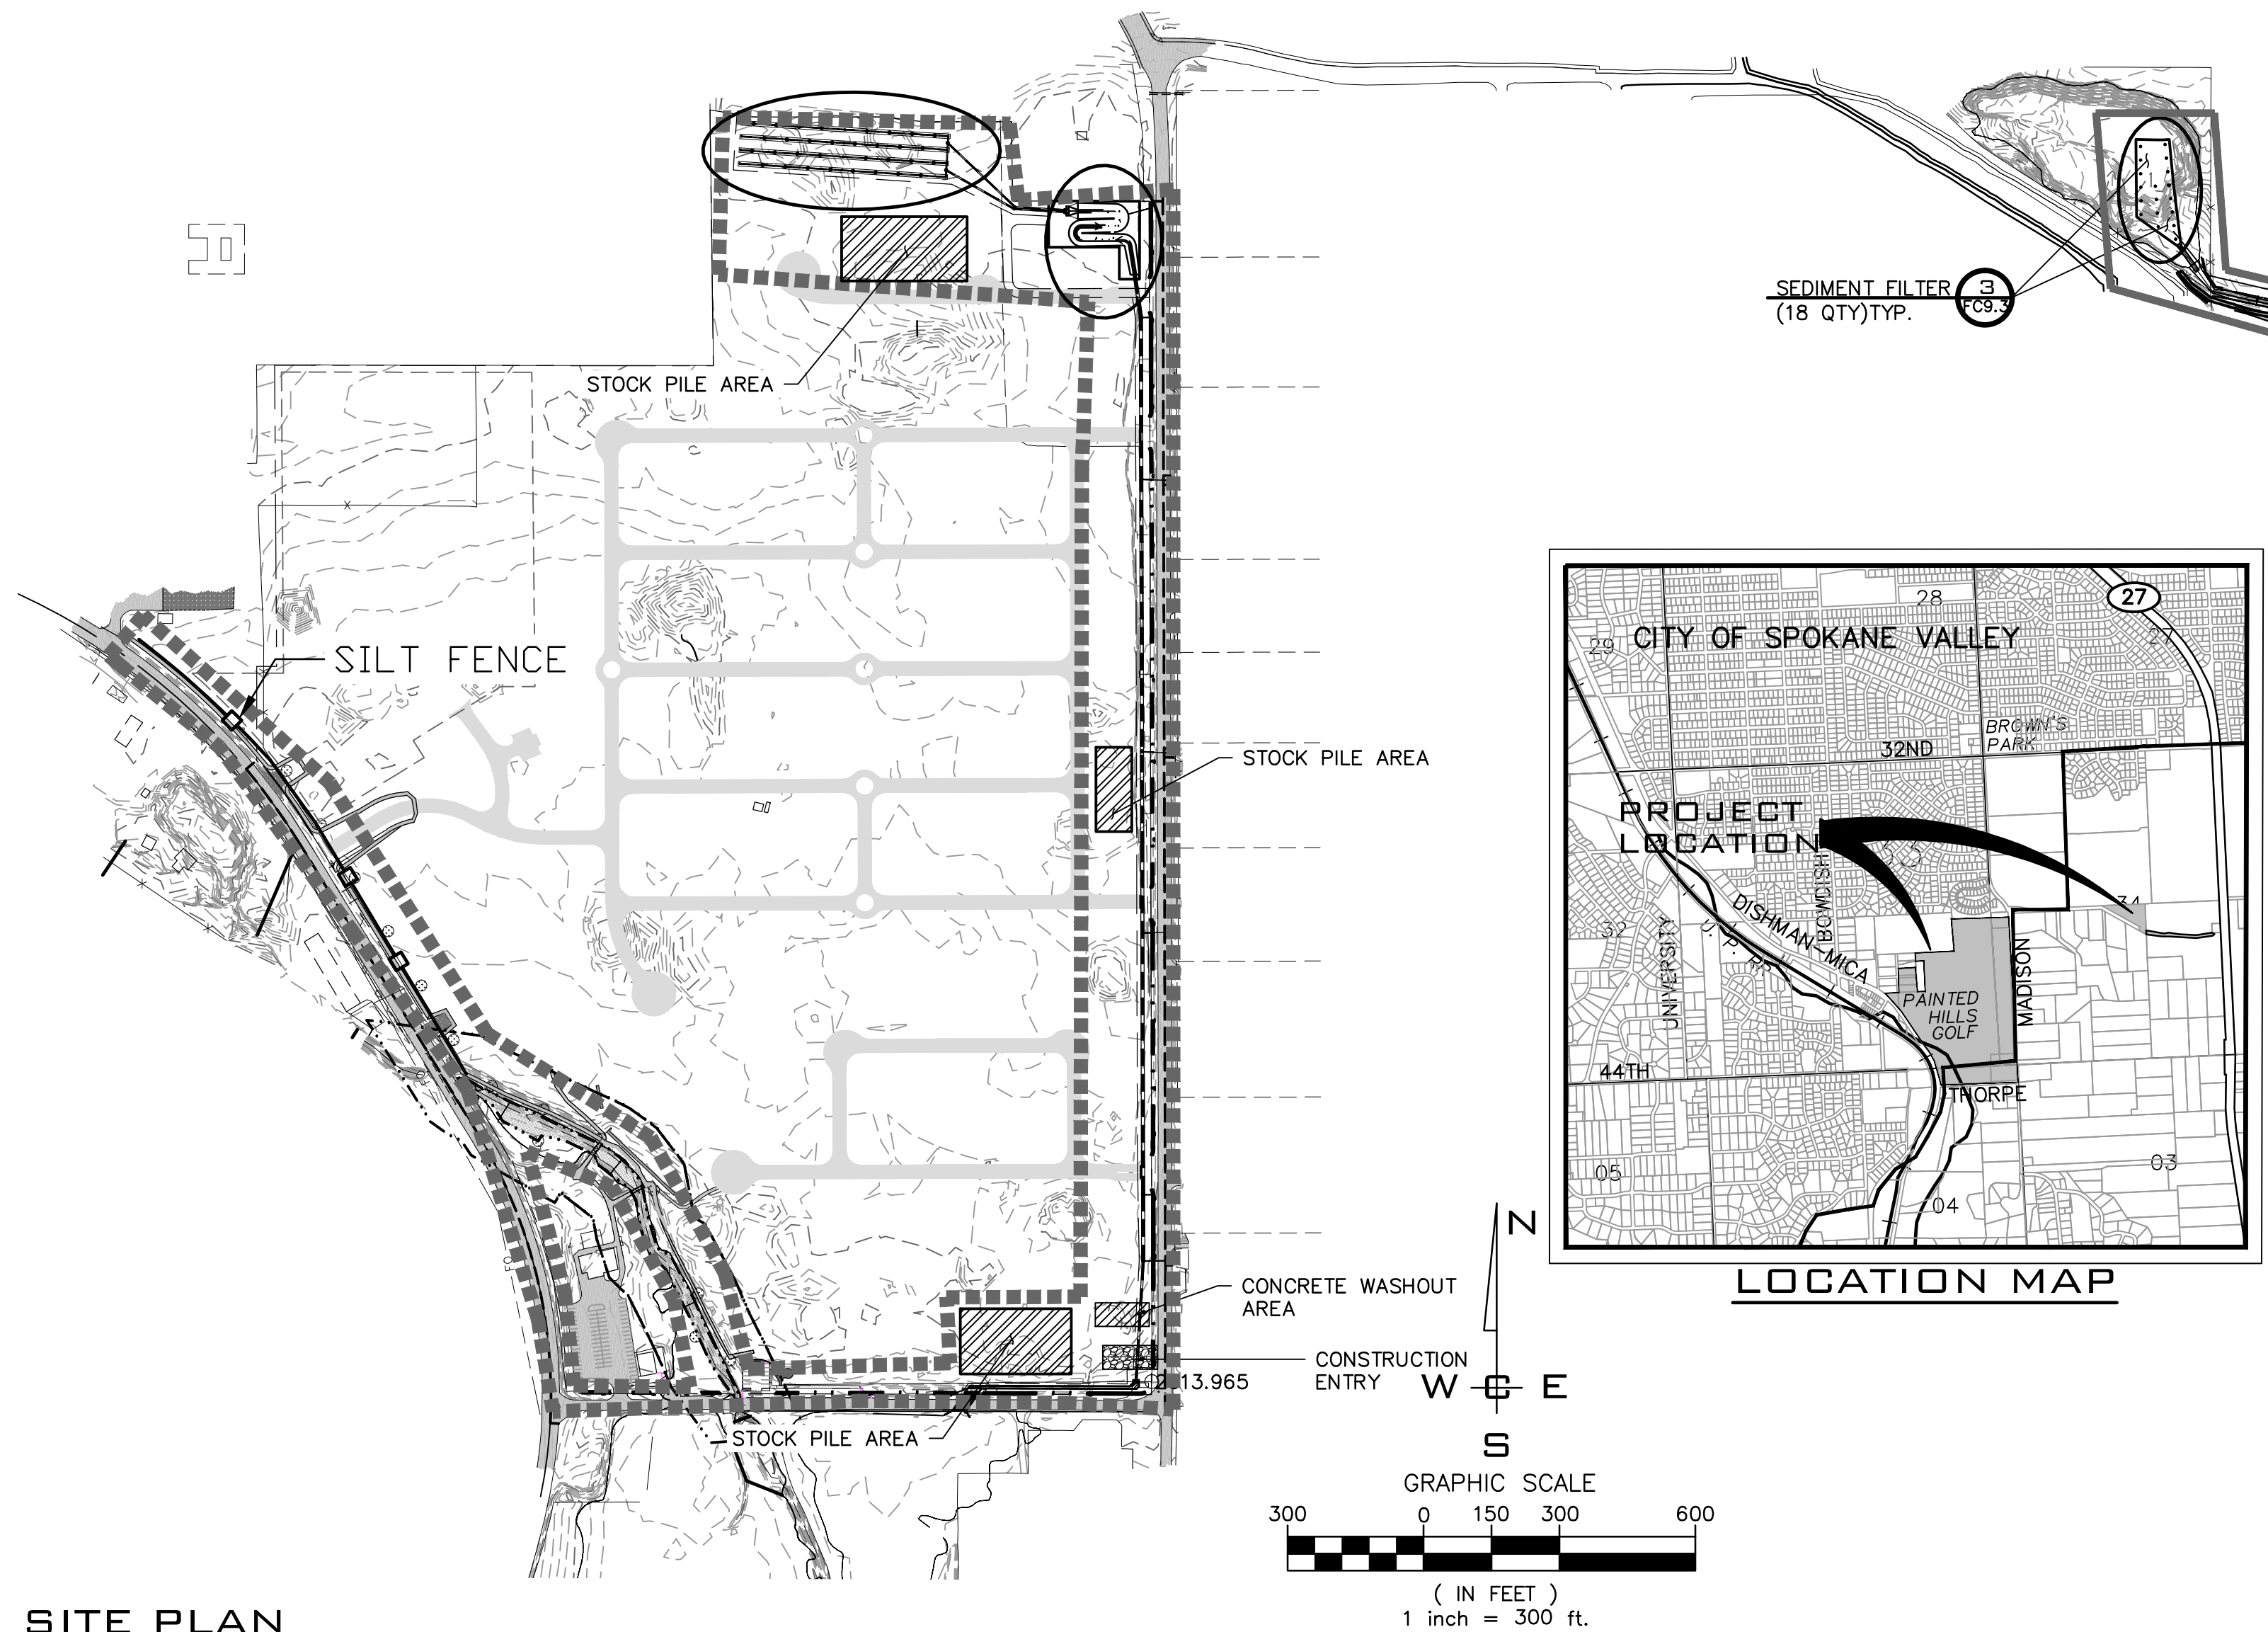 SEDIMENT FILTER
(18 QTY)TYP.
3
FC9.3
STOCK PILE AREA
SILT FENCE
STOCK PILE AREA
CONCRETE WASHOUT
AREA
CONSTRUCTION
ENTRY
13.965
STOCK PILE AREA
FO
N
W C E
S
GRAPHIC SCALE
300 0 150 300 600
( IN FEET )
1 inch = 300 ft.
SITE PLAN
28
27
29
CITY OF SPOKANE VALLEY
27
BROWN'S
PARK
32ND
PROJECT
LOCATION
BOWDISH
34
32
DISHMAN-MICA
U. P. RR
UNIVERSITY
MADISON
PAINTED
HILLS
GOLF
44TH
THORPE
05
03
04
LOCATION MAP